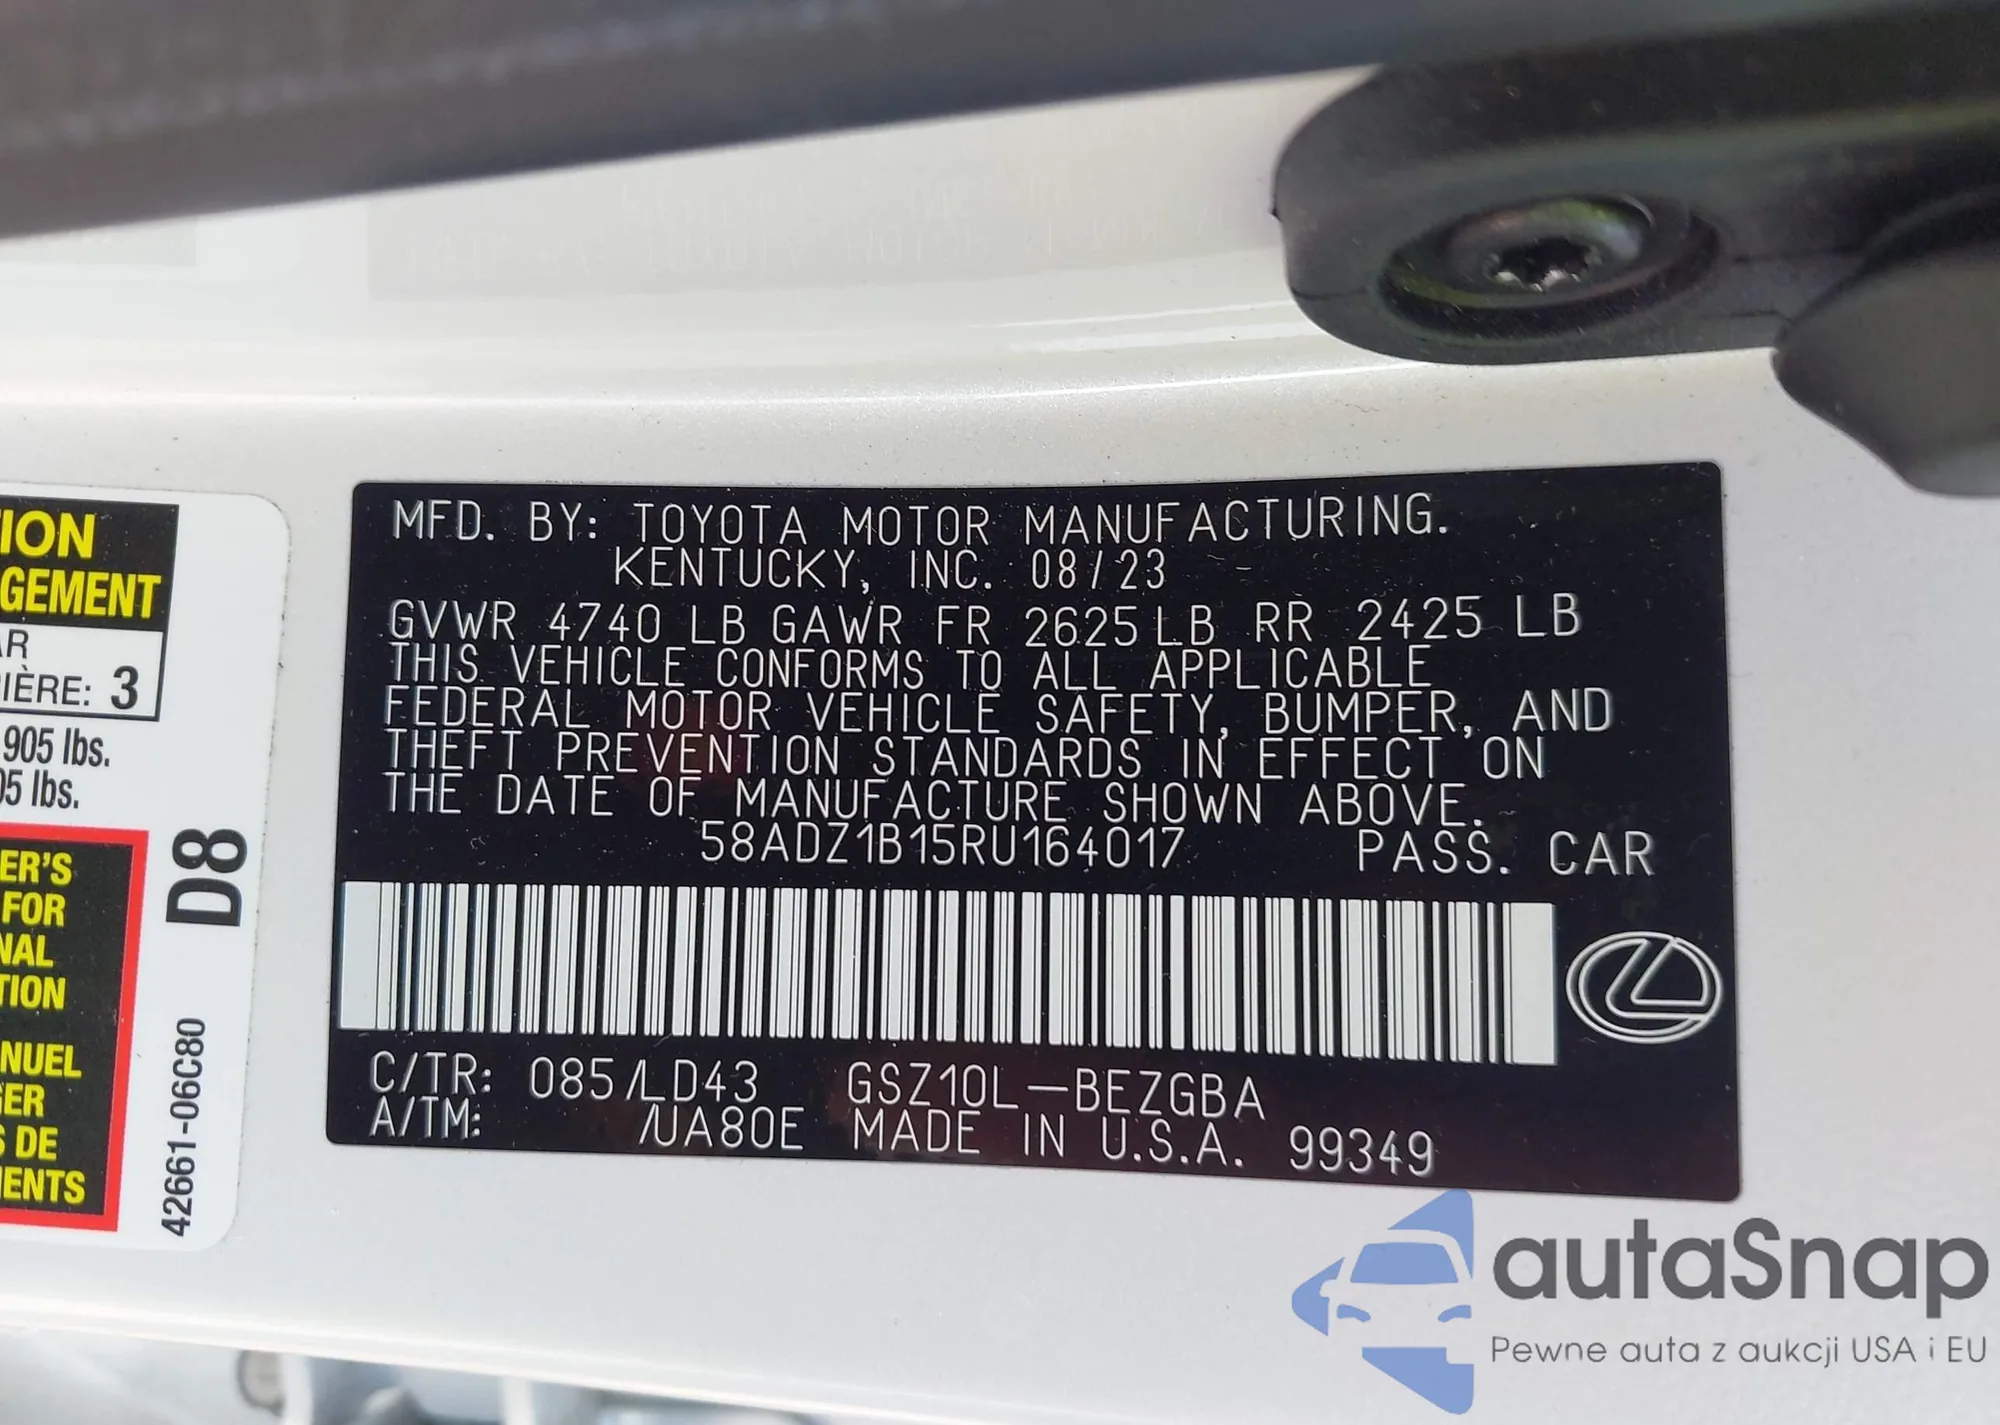 MFD. BY: TOYOTA MOTOR MANUFACTURING.
KENTUCKY, INC. 08/23
GVWR 4740 LB GAWR FR 2625 LB RR 2425 LB
THIS VEHICLE CONFORMS TO ALL APPLICABLE
FEDERAL MOTOR VEHICLE SAFETY, BUMPER, AND
THEFT PREVENTION STANDARDS IN EFFECT ON
THE DATE OF MANUFACTURE SHOWN ABOVE.
58ADZ1B15RU164017 PASS. CAR
C/TR: 085/LD43 GSZ10L-BEZGBA
A/TM: /UA80E MADE IN U.S.A. 99349
TION
GEMENT
AR
IÈRE: 3
905 lbs.
05 lbs.
ER'S
FOR
NAL
TION
NUEL
GER
S DE
MENTS
D8
42661-06C80
autaSnap
Pewne auta z aukcji USA i EU